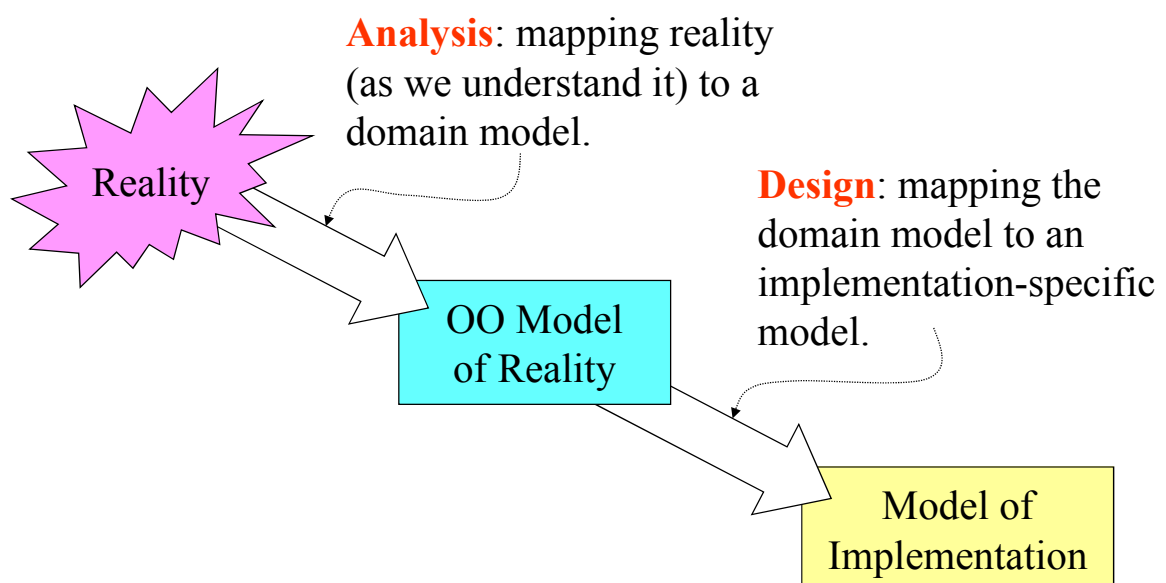 Analysis: mapping reality
(as we understand it) to a
domain model.
Reality
Design: mapping the
domain model to an
implementation-specific
model.
OO Model
of Reality
Model of
Implementation